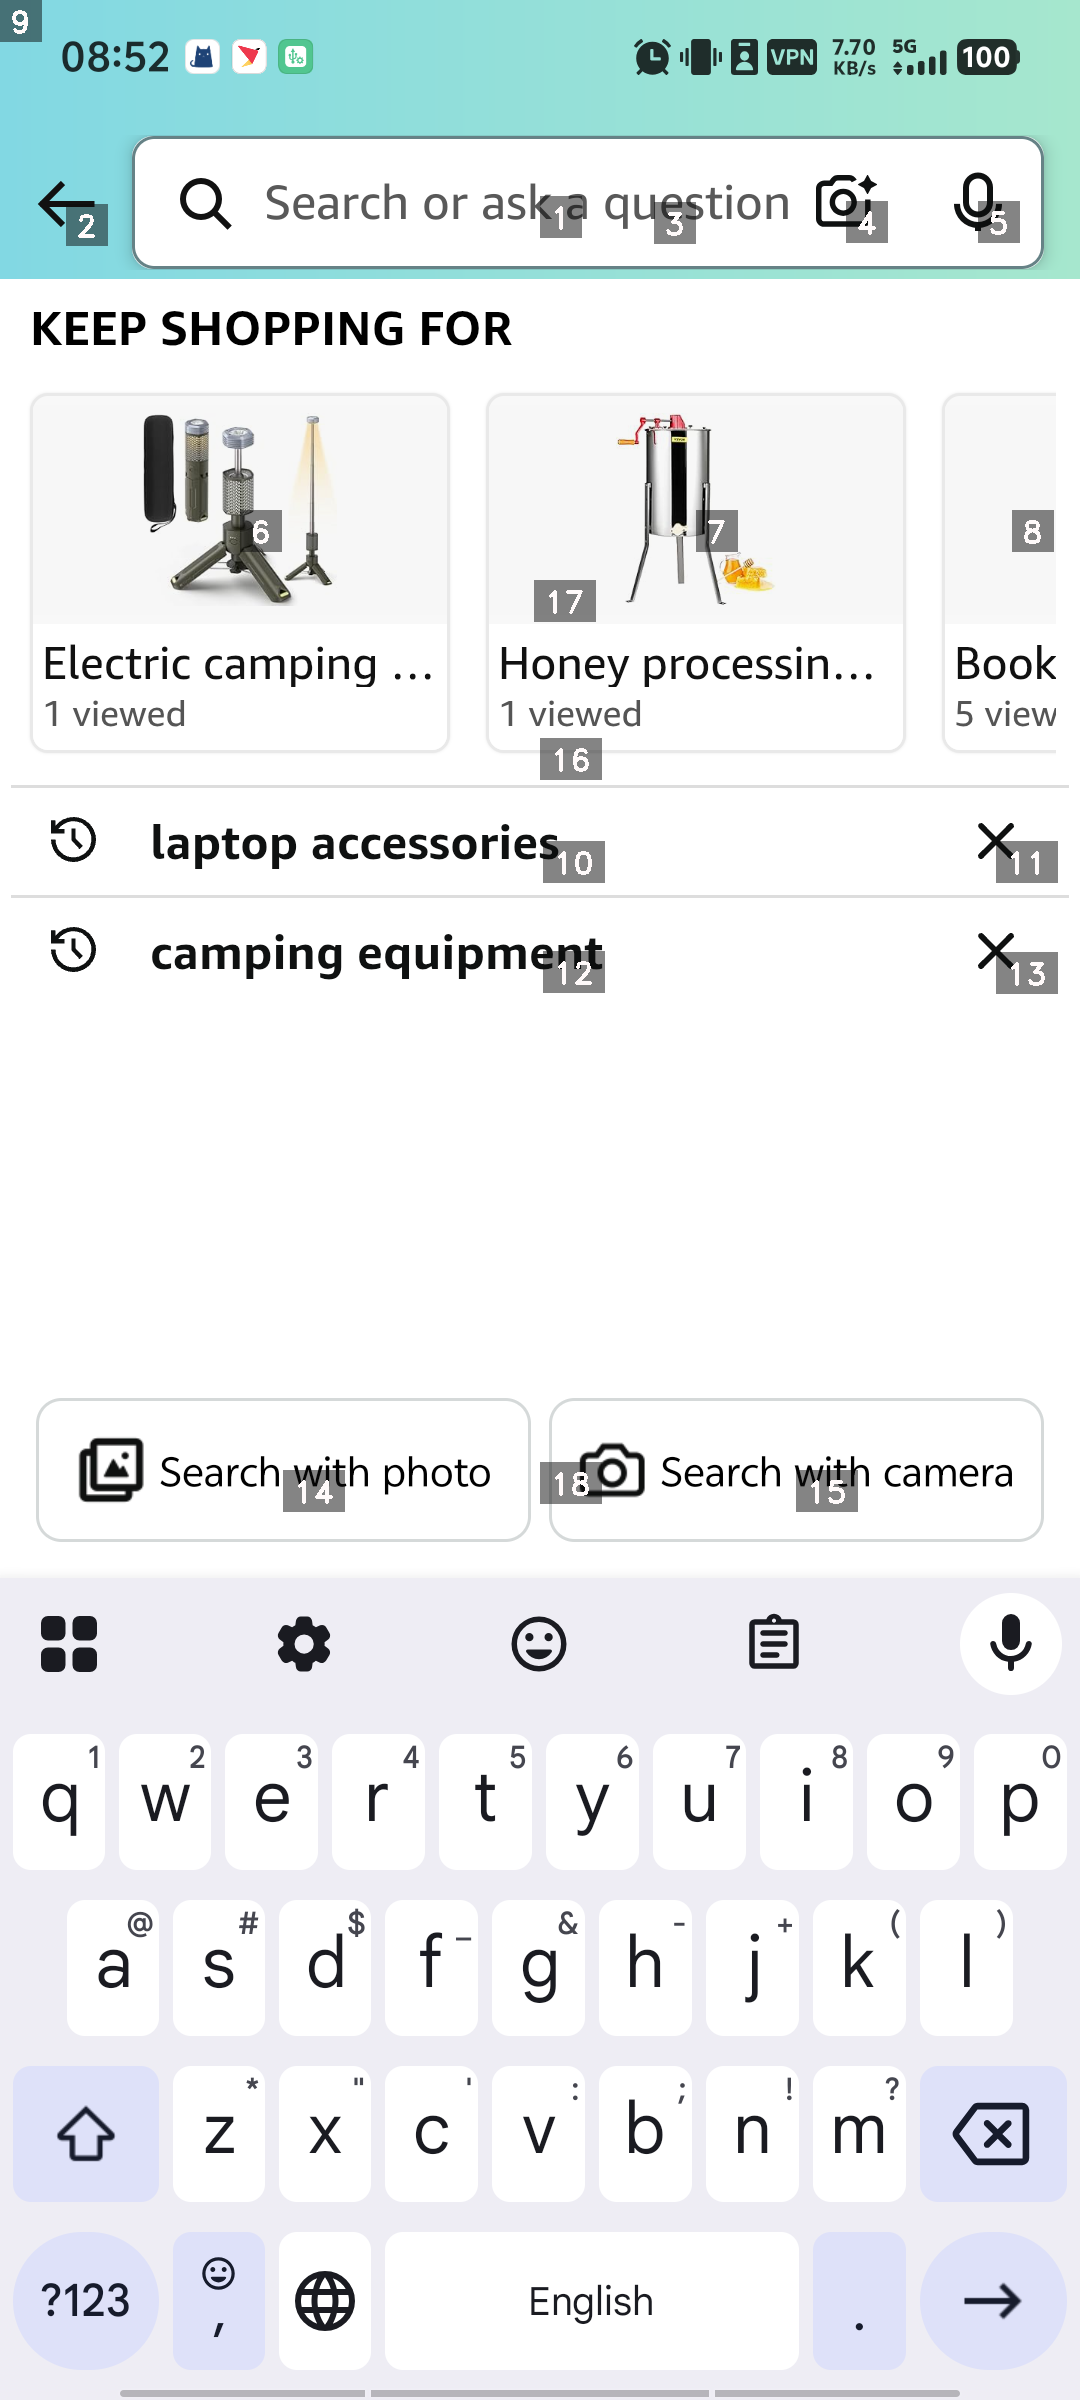 9
08:52
VPN
7.70 KB/s
5G
100
2
Search or ask a question
1
3
4
5
KEEP SHOPPING FOR
6
7
8
17
Electric camping ...
1 viewed
Honey processin...
1 viewed
Book
5 view
16
laptop accessories
10
11
camping equipment
12
13
Search with photo
14
18
Search with camera
15
q 1 w 2 e 3 r 4 t 5 y 6 u 7 i 8 o 9 p 0
a @ s # d $ f _ g & h - j + k ( l )
z * x " c ' v : b ; n ! m ?
?123 , English .